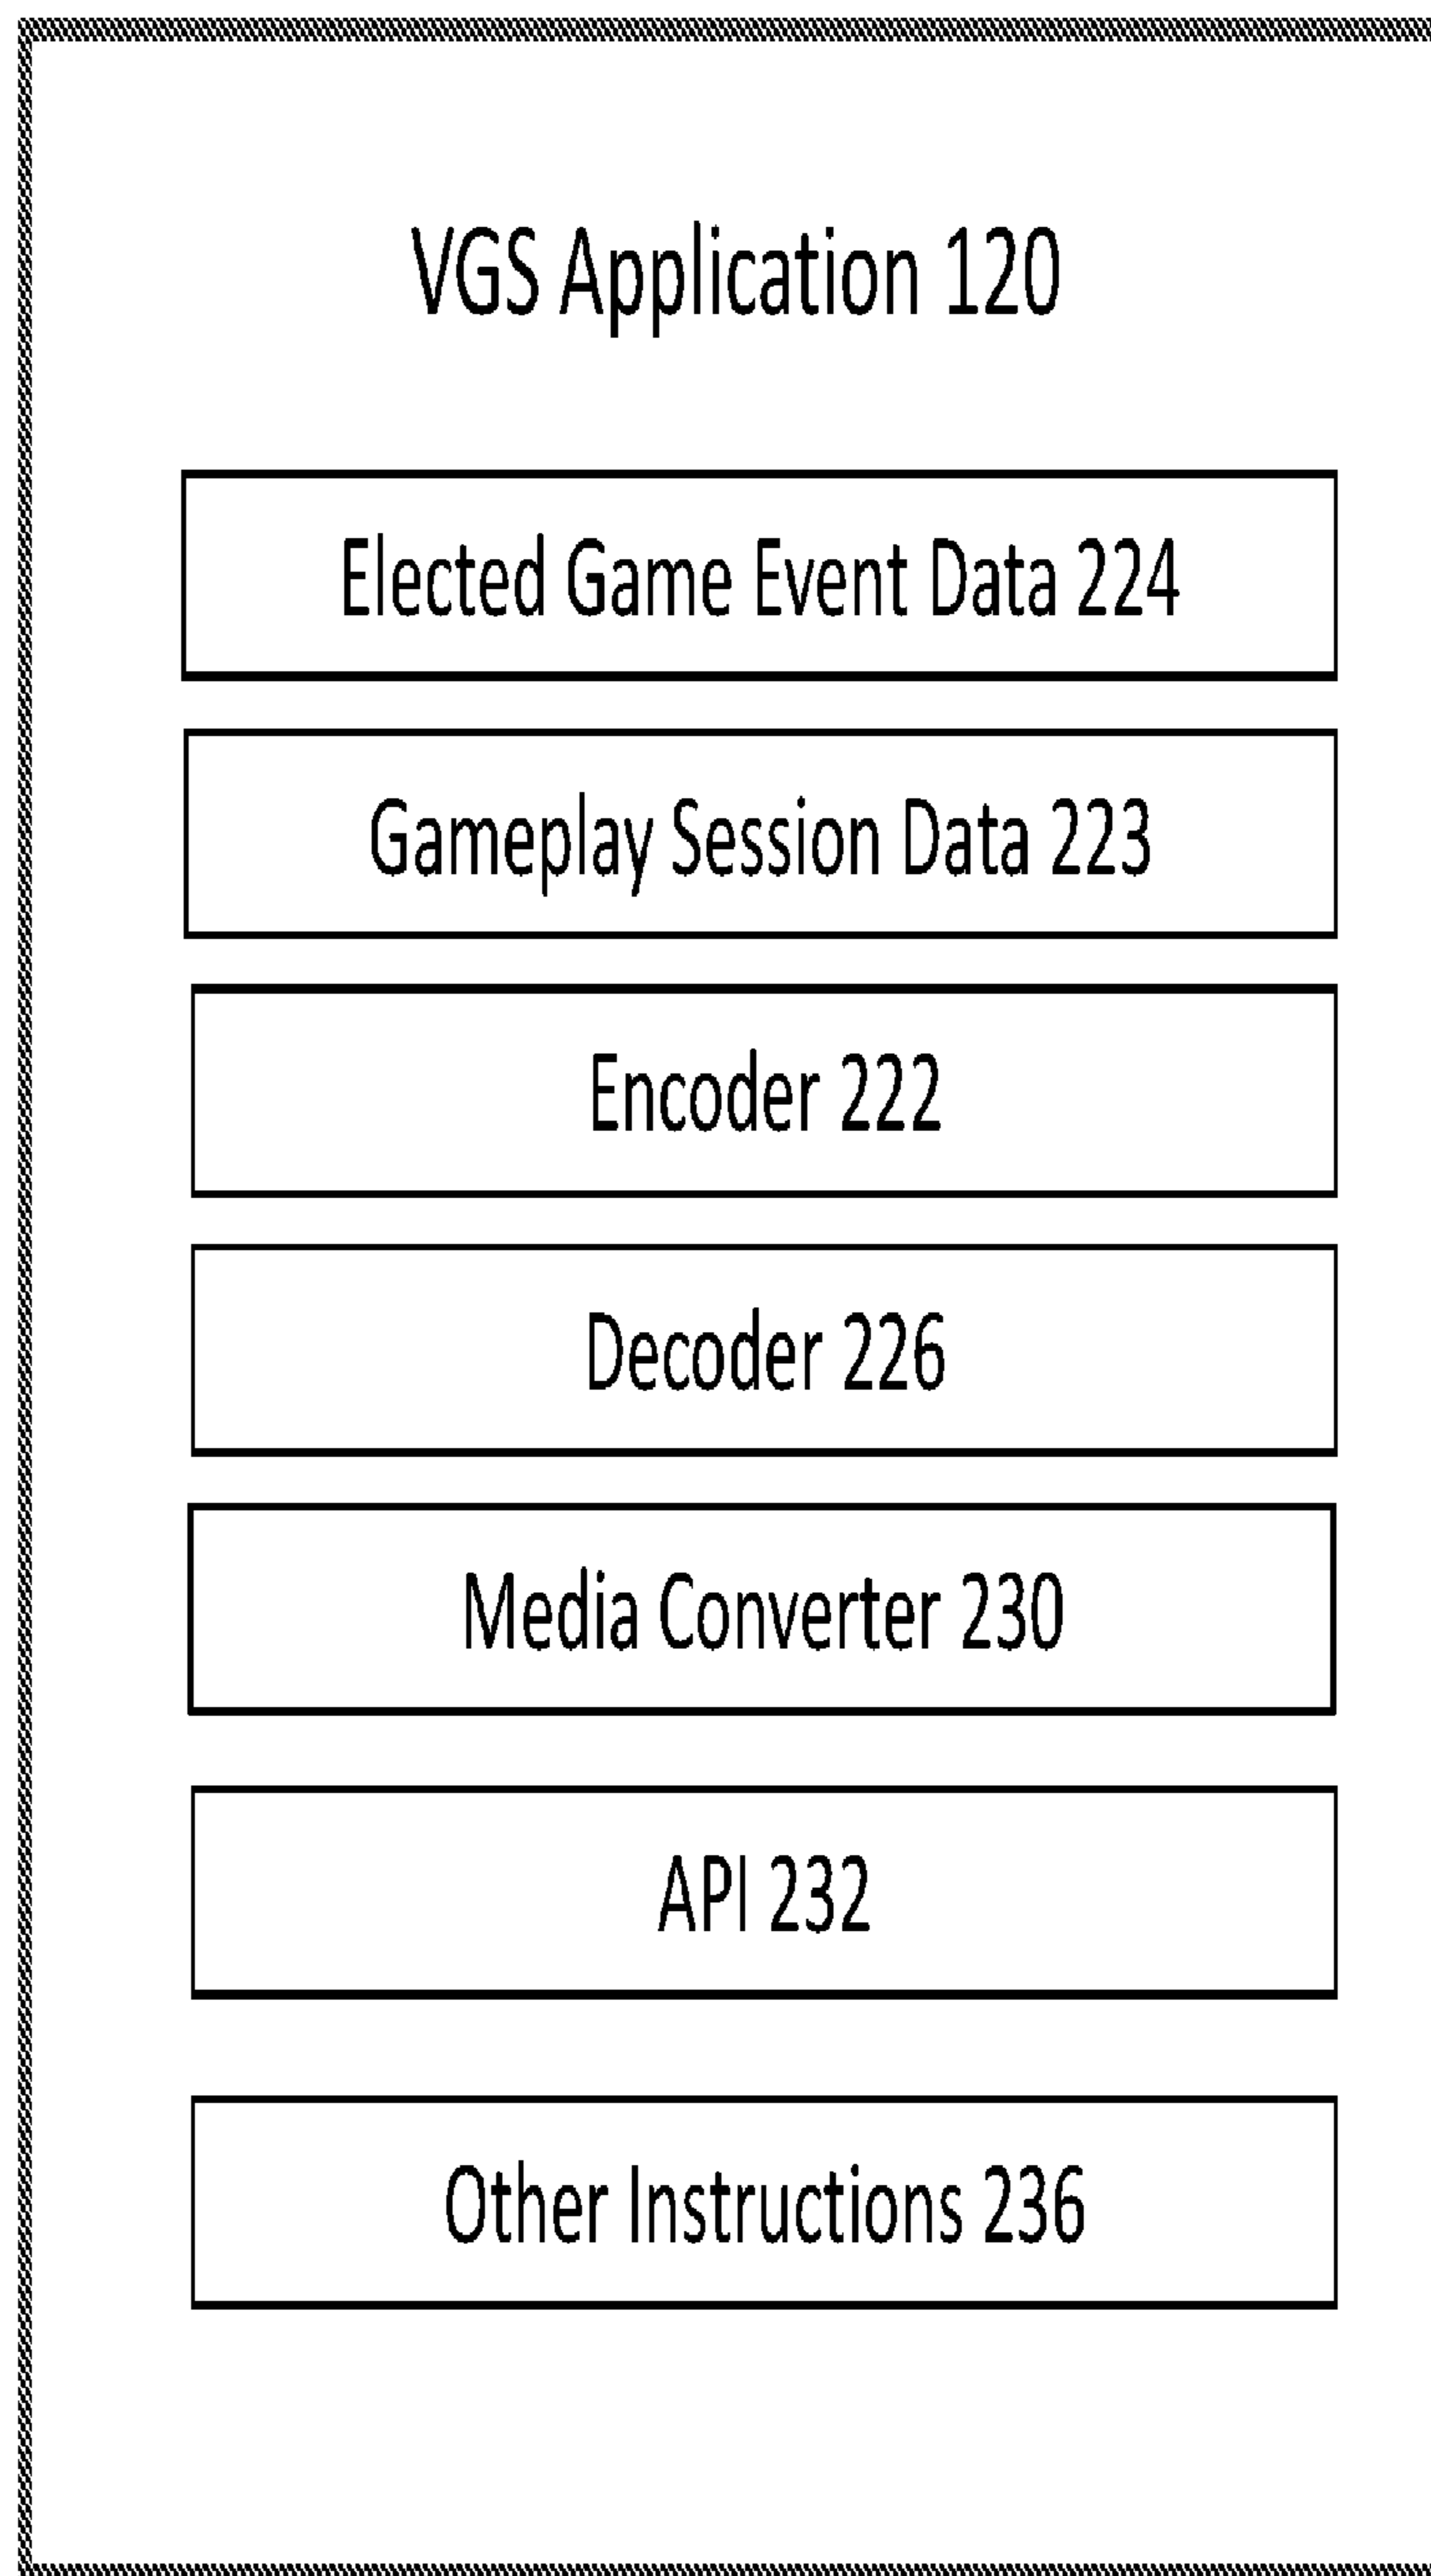 VGS Application 120
Elected Game Event Data 224
Gameplay Session Data 223
Encoder 222
Decoder 226
Media Converter 230
API 232
Other Instructions 236